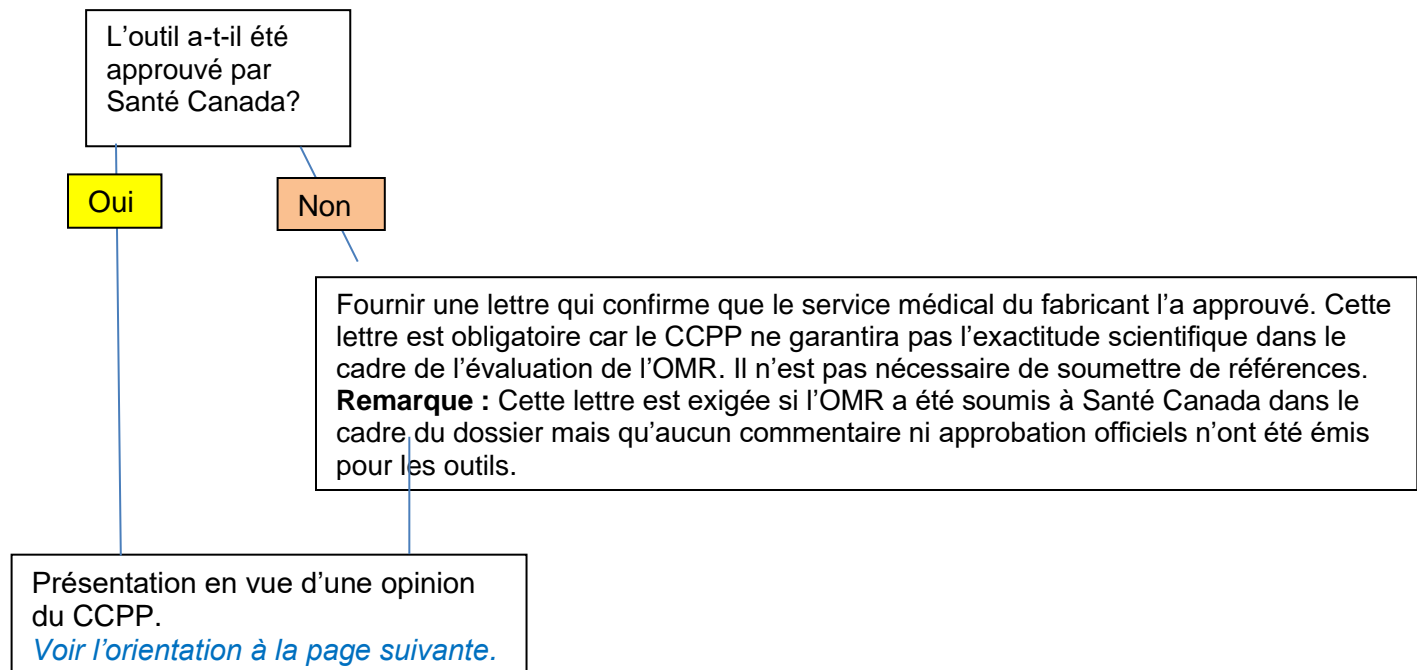 L’outil a-t-il été
approuvé par
Santé Canada?
Oui
Non
Fournir une lettre qui confirme que le service médical du fabricant l’a approuvé. Cette
lettre est obligatoire car le CCPP ne garantira pas l’exactitude scientifique dans le
cadre de l’évaluation de l’OMR. Il n’est pas nécessaire de soumettre de références.
Remarque : Cette lettre est exigée si l’OMR a été soumis à Santé Canada dans le
cadre du dossier mais qu’aucun commentaire ni approbation officiels n’ont été émis
pour les outils.
Présentation en vue d’une opinion
du CCPP.
Voir l’orientation à la page suivante.